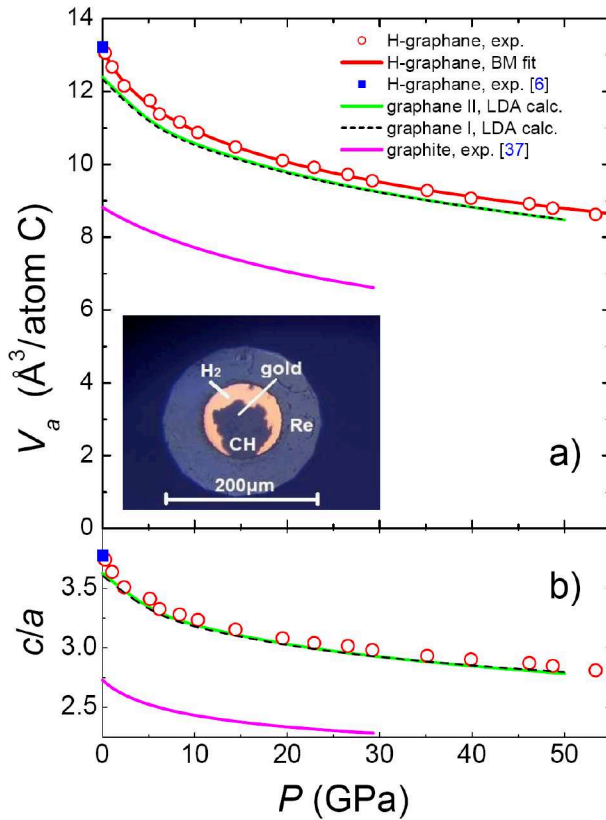 14
12
10
8
6
4
2
0
V_a (Å³/atom C)
H-graphane, exp.
H-graphane, BM fit
H-graphane, exp. [6]
graphane II, LDA calc.
graphane I, LDA calc.
graphite, exp. [37]
H₂ gold
Re
CH
200μm
a)
3.5
3.0
2.5
c/a
b)
0 10 20 30 40 50
P (GPa)